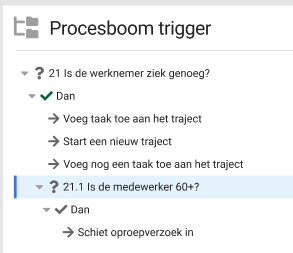 Procesboom trigger
21 Is de werknemer ziek genoeg?
Dan
Voeg taak toe aan het traject
Start een nieuw traject
Voeg nog een taak toe aan het traject
21.1 Is de medewerker 60+?
Dan
Schiet oproepverzoek in